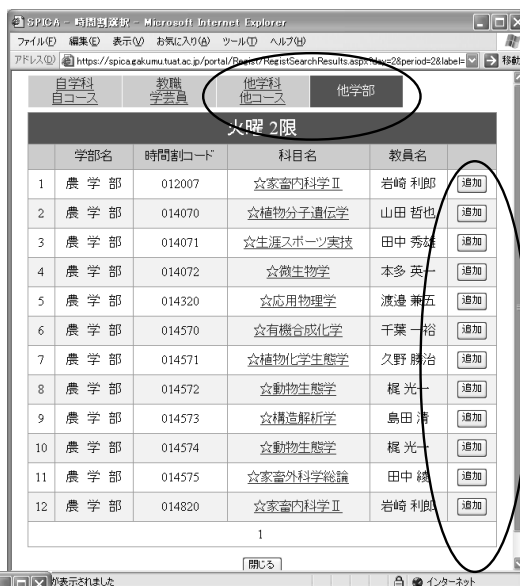 SPICA - 時間割選択 - Microsoft Internet Explorer
ファイル(F) 編集(E) 表示(V) お気に入り(A) ツール(T) ヘルプ(H)
アドレス(D) https://spica.gakumu.tuat.ac.jp/portal/Regist/RegistSearchResults.aspx?day=2&period=2&label= 移動
自学科 自コース 教職 学芸員 他学科 他コース 他学部
火曜 2限
学部名 時間割コード 科目名 教員名
1 農 学 部 012007 ☆家畜内科学Ⅱ 岩崎 利郎 追加
2 農 学 部 014070 ☆植物分子遺伝学 山田 哲也 追加
3 農 学 部 014071 ☆生涯スポーツ実技 田中 秀雄 追加
4 農 学 部 014072 ☆微生物学 本多 英一 追加
5 農 学 部 014320 ☆応用物理学 渡邉 兼五 追加
6 農 学 部 014570 ☆有機合成化学 千葉 一裕 追加
7 農 学 部 014571 ☆植物化学生態学 久野 勝治 追加
8 農 学 部 014572 ☆動物生態学 梶 光一 追加
9 農 学 部 014573 ☆構造解析学 島田 清 追加
10 農 学 部 014574 ☆動物生態学 梶 光一 追加
11 農 学 部 014575 ☆家畜外科学総論 田中 綾 追加
12 農 学 部 014820 ☆家畜内科学Ⅱ 岩崎 利郎 追加
1
閉じる
が表示されました インターネット